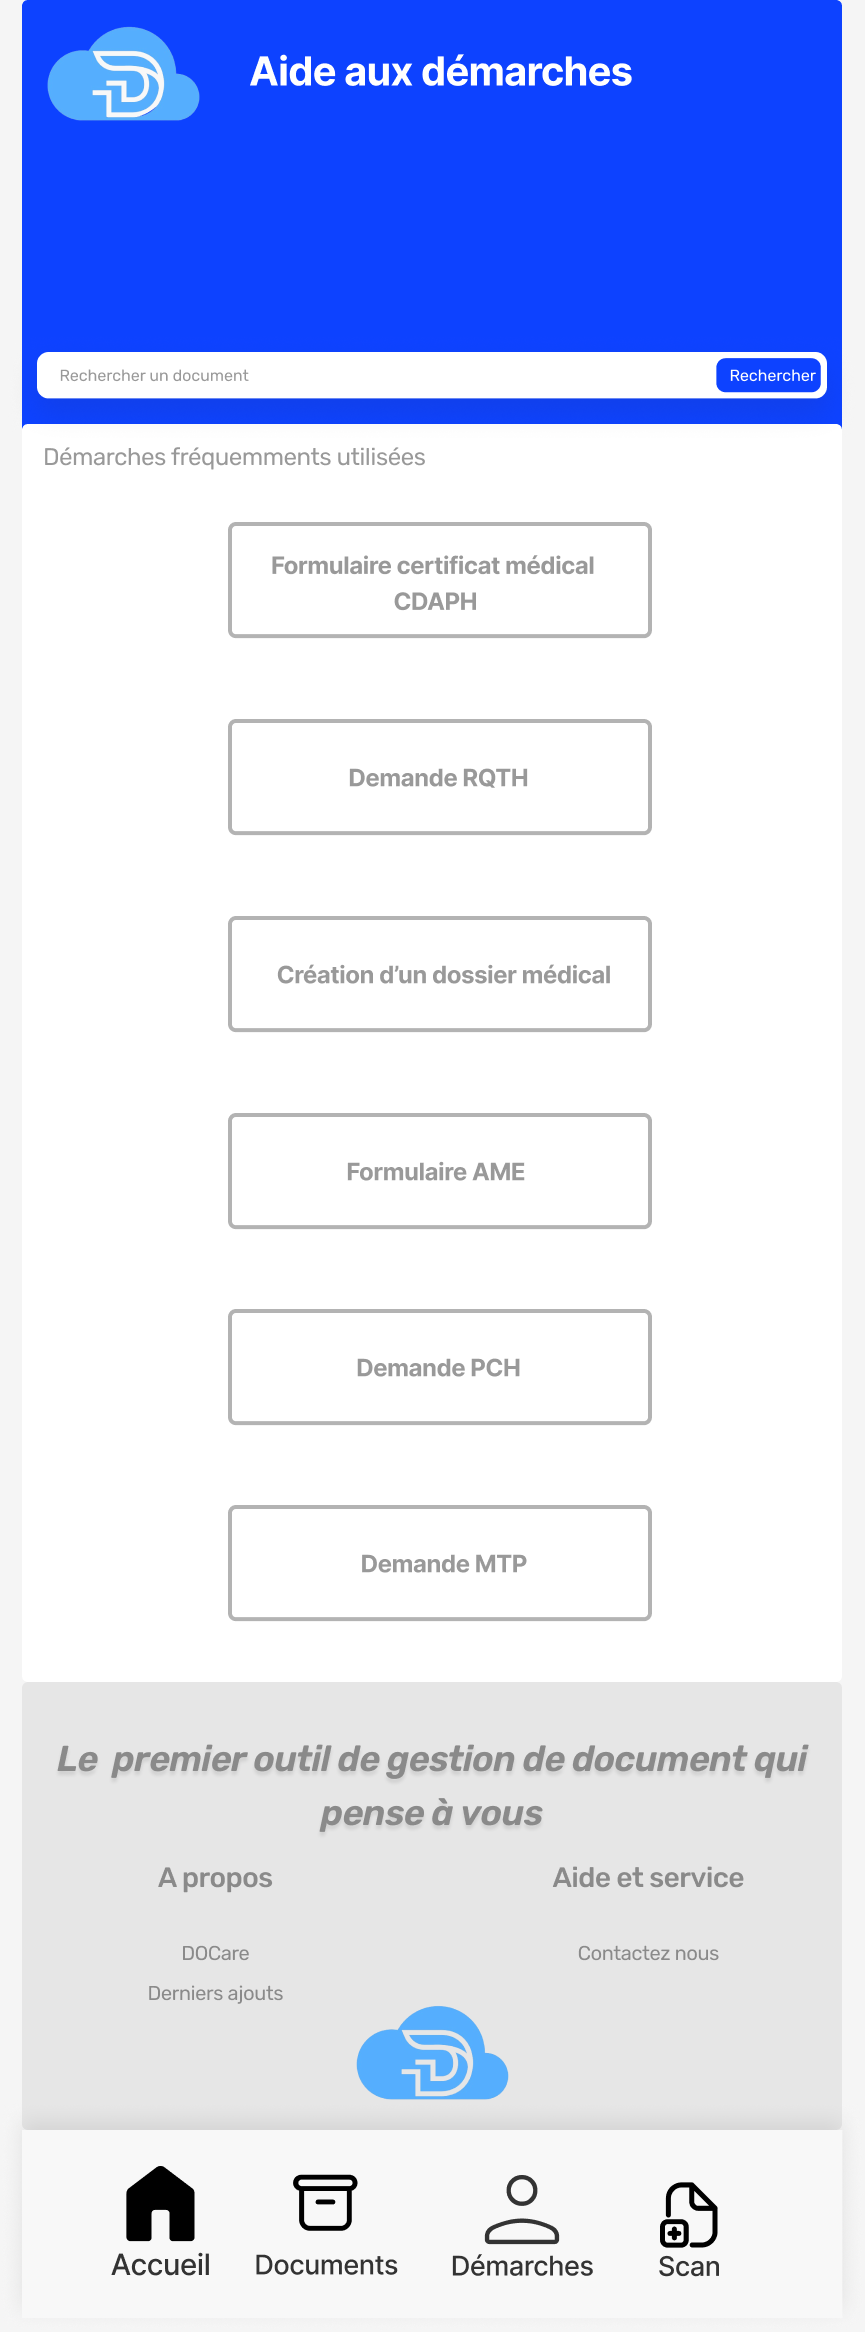 Aide aux démarches
Rechercher un document
Rechercher
Démarches fréquemments utilisées
Formulaire certificat médical
CDAPH
Demande RQTH
Création d’un dossier médical
Formulaire AME
Demande PCH
Demande MTP
Le  premier outil de gestion de document qui
pense à vous
A propos
Aide et service
DOCare
Contactez nous
Derniers ajouts
Accueil
Documents
Démarches
Scan